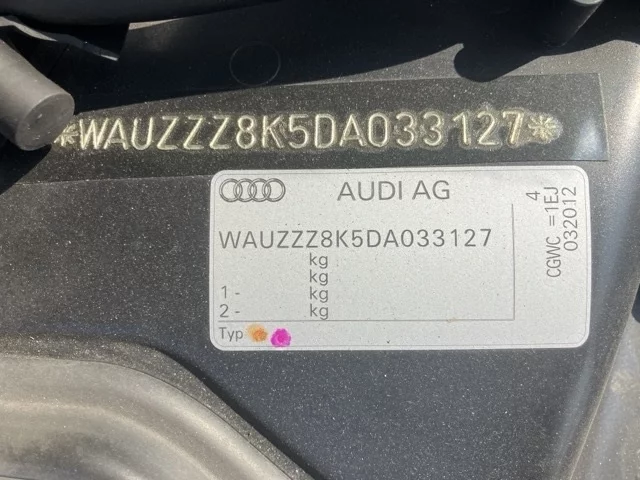 *WAUZZZ8K5DA033127*
AUDI AG
WAUZZZ8K5DA033127
kg
kg
1 - kg
2 - kg
Typ
4
CGWC =1EJ
032012